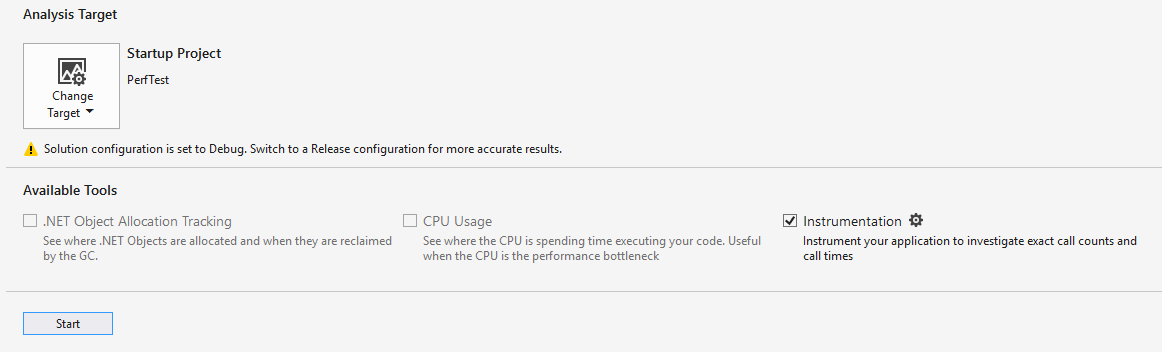 Analysis Target
Startup Project
PerfTest
Change
Target
Solution configuration is set to Debug. Switch to a Release configuration for more accurate results.
Available Tools
.NET Object Allocation Tracking
See where .NET Objects are allocated and when they are reclaimed
by the GC.
CPU Usage
See where the CPU is spending time executing your code. Useful
when the CPU is the performance bottleneck
Instrumentation
Instrument your application to investigate exact call counts and
call times
Start